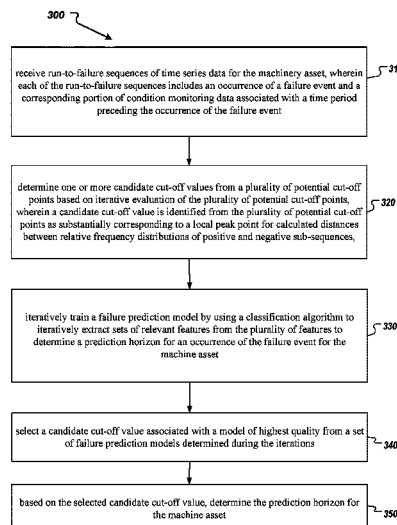 300
receive run-to-failure sequences of time series data for the machinery asset, wherein
each of the run-to-failure sequences includes an occurrence of a failure event and a
corresponding portion of condition monitoring data associated with a time period
preceding the occurrence of the failure event
31
determine one or more candidate cut-off values from a plurality of potential cut-off
points based on iterative evaluation of the plurality of potential cut-off points,
wherein a candidate cut-off value is identified from the plurality of potential cut-off
points as substantially corresponding to a local peak point for calculated distances
between relative frequency distributions of positive and negative sub-sequences,
320
iteratively train a failure prediction model by using a classification algorithm to
iteratively extract sets of relevant features from the plurality of features to
determine a prediction horizon for an occurrence of the failure event for the
machine asset
330
select a candidate cut-off value associated with a model of highest quality from a set
of failure prediction models determined during the iterations
340
based on the selected candidate cut-off value, determine the prediction horizon for
the machine asset
350